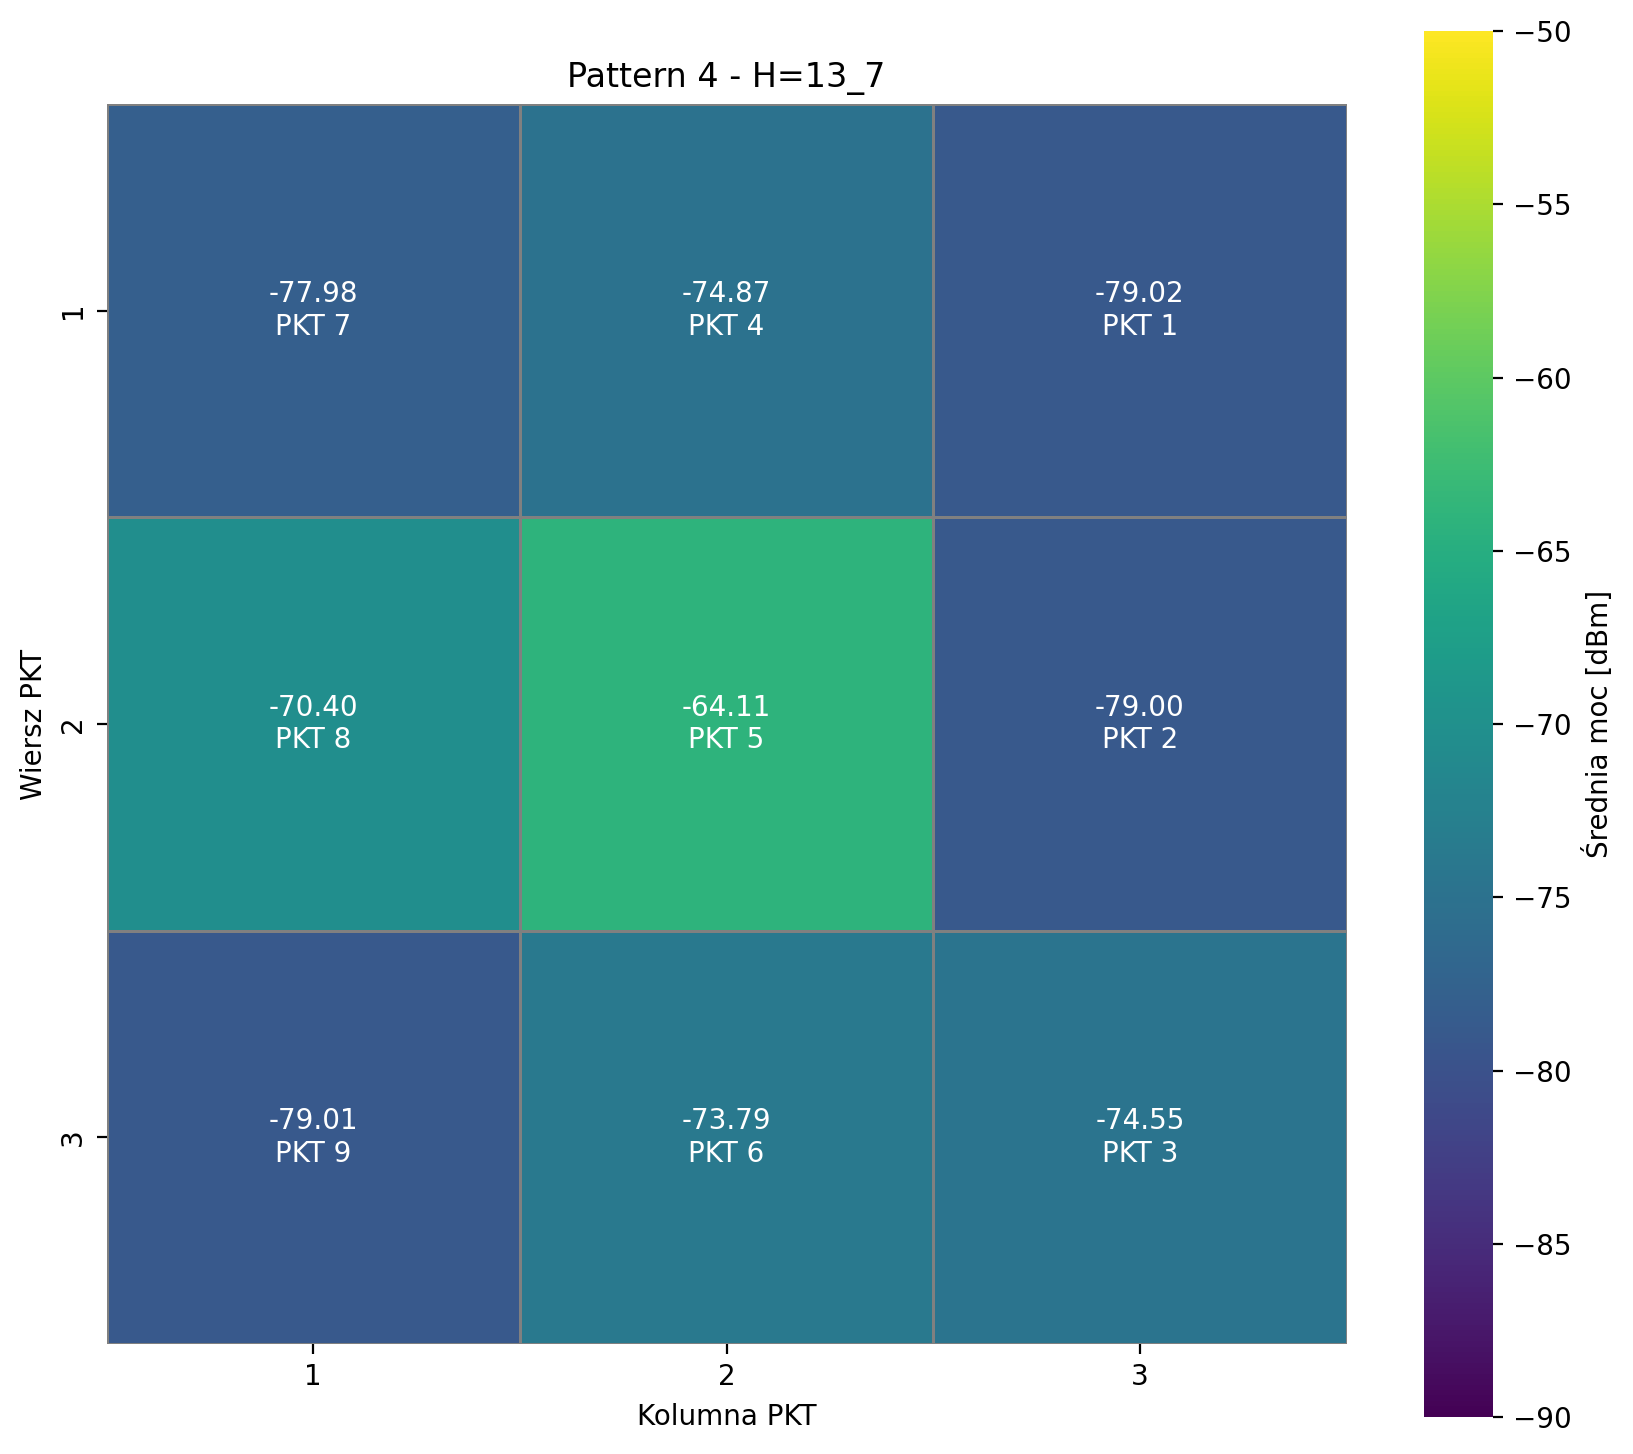 Pattern 4 - H=13_7
-77.98
PKT 7
-74.87
PKT 4
-79.02
PKT 1
-70.40
PKT 8
-64.11
PKT 5
-79.00
PKT 2
-79.01
PKT 9
-73.79
PKT 6
-74.55
PKT 3
1
2
3
Wiersz PKT
1
2
3
Kolumna PKT
−50
−55
−60
−65
−70
−75
−80
−85
−90
Średnia moc [dBm]